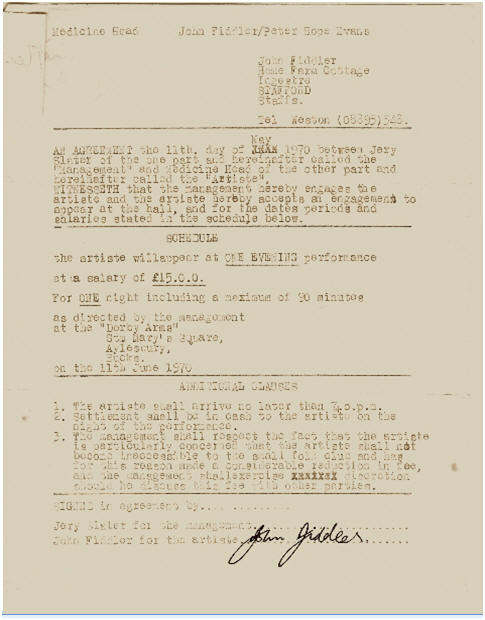 Medicine Head John Fiddler/Peter Hope Evans
John Fiddler
Home Farm Cottage
Ingestre
STAFFORD
Staffs.
Tel Weston (08895)328.
May
AN AGREEMENT the 11th. day of XXXX 1970 between Jery
Slater of the one part and hereinafter called the
"Management" and Medicine Head of the other part and
hereinafter called the "Artiste".
WITNESSETH that the management hereby engages the
artiste and the artiste hereby accepts an engagement to
appear at the hall, and for the dates periods and
salaries stated in the schedule below.
SCHEDULE
the artiste willappear at ONE EVENING performance
at a salary of £15.0.0.
For ONE night including a maximum of 90 minutes
as directed by the management
at the "Derby Arms"
Square,
Aylesbury,
Bucks.
on the 11th June 1970
ADDITIONAL CLAUSES
1. The artiste shall arrive no later than p.m.
2. Settlement shall be in cash to the artiste on the
night of the performance.
3. The management shall respect the fact that the artiste
is particularly concerned that the artiste shall not
become inaccessible to the small folk club and has
for this reason made a considerable reduction in fee,
and the management shallexercise XXXXXXX discretion
should he discuss this fee with other parties.
SIGNED in agreement by.............
Jery Slater for the management.......................
John Fiddler for the artiste. John Fiddler.......